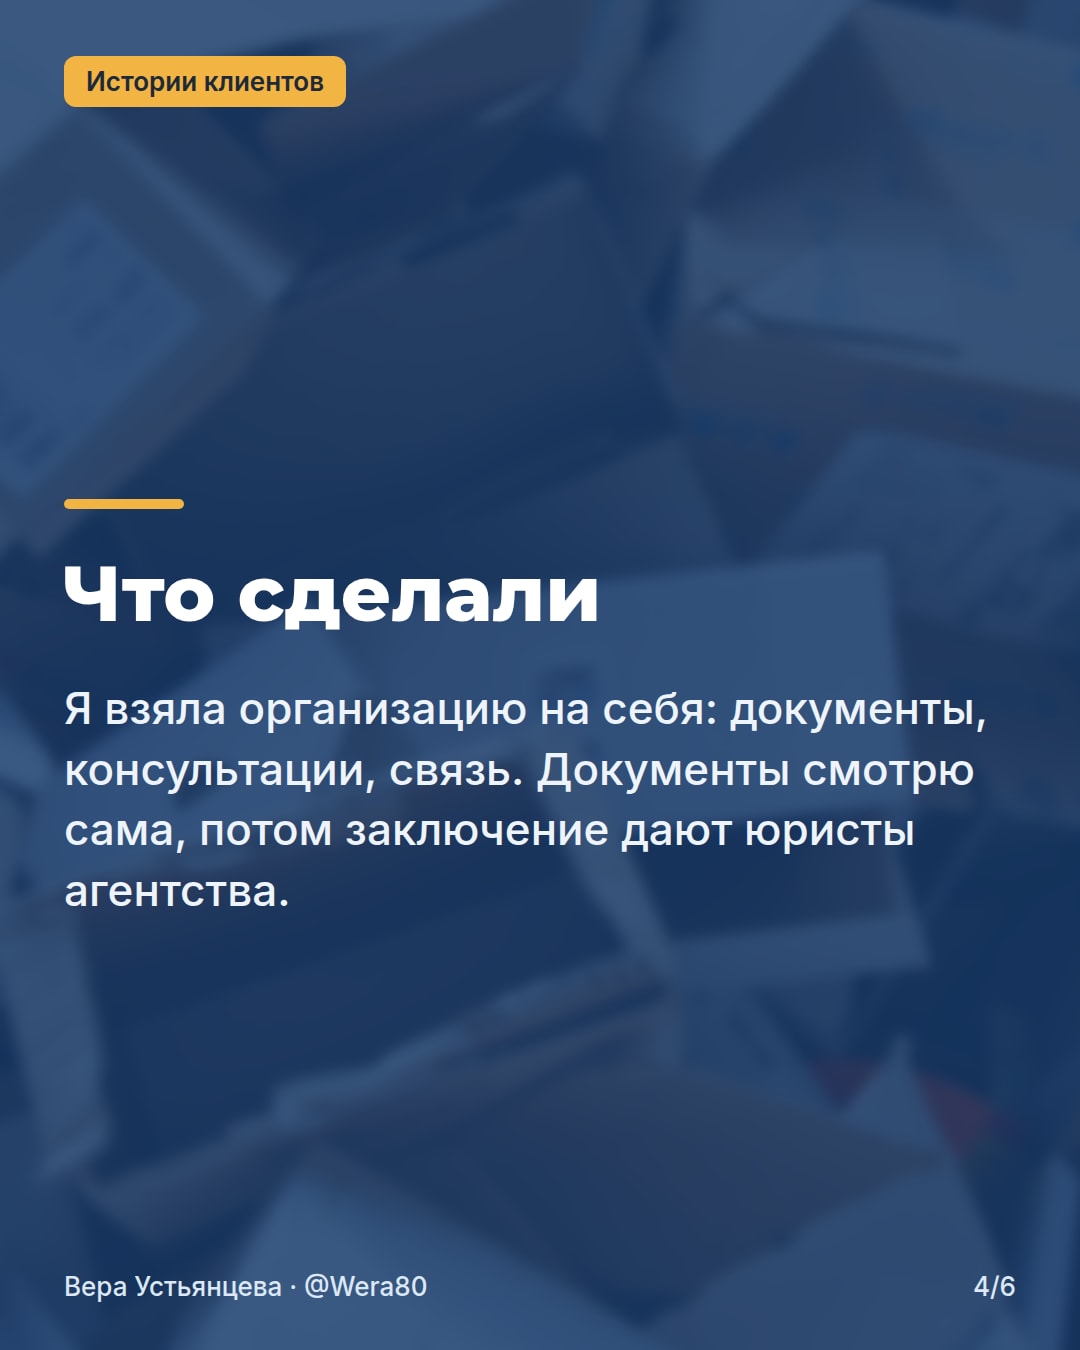 Истории клиентов
Что сделали
Я взяла организацию на себя: документы,
консультации, связь. Документы смотрю
сама, потом заключение дают юристы
агентства.
Вера Устьянцева · @Wera80
4/6